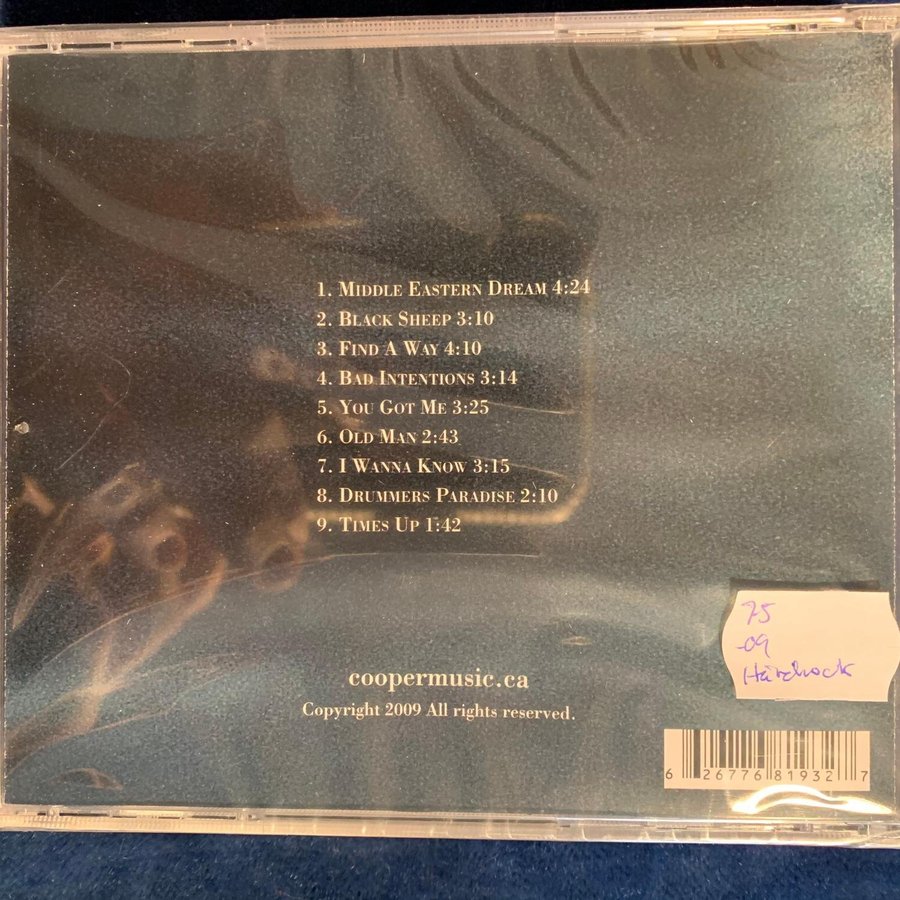 1. Middle Eastern Dream 4:24
2. Black Sheep 3:10
3. Find A Way 4:10
4. Bad Intentions 3:14
5. You Got Me 3:25
6. Old Man 2:43
7. I Wanna Know 3:15
8. Drummers Paradise 2:10
9. Times Up 1:42
coopermusic.ca
Copyright 2009 All rights reserved.
75
-09
Hårdrock
6 26776 81932 7